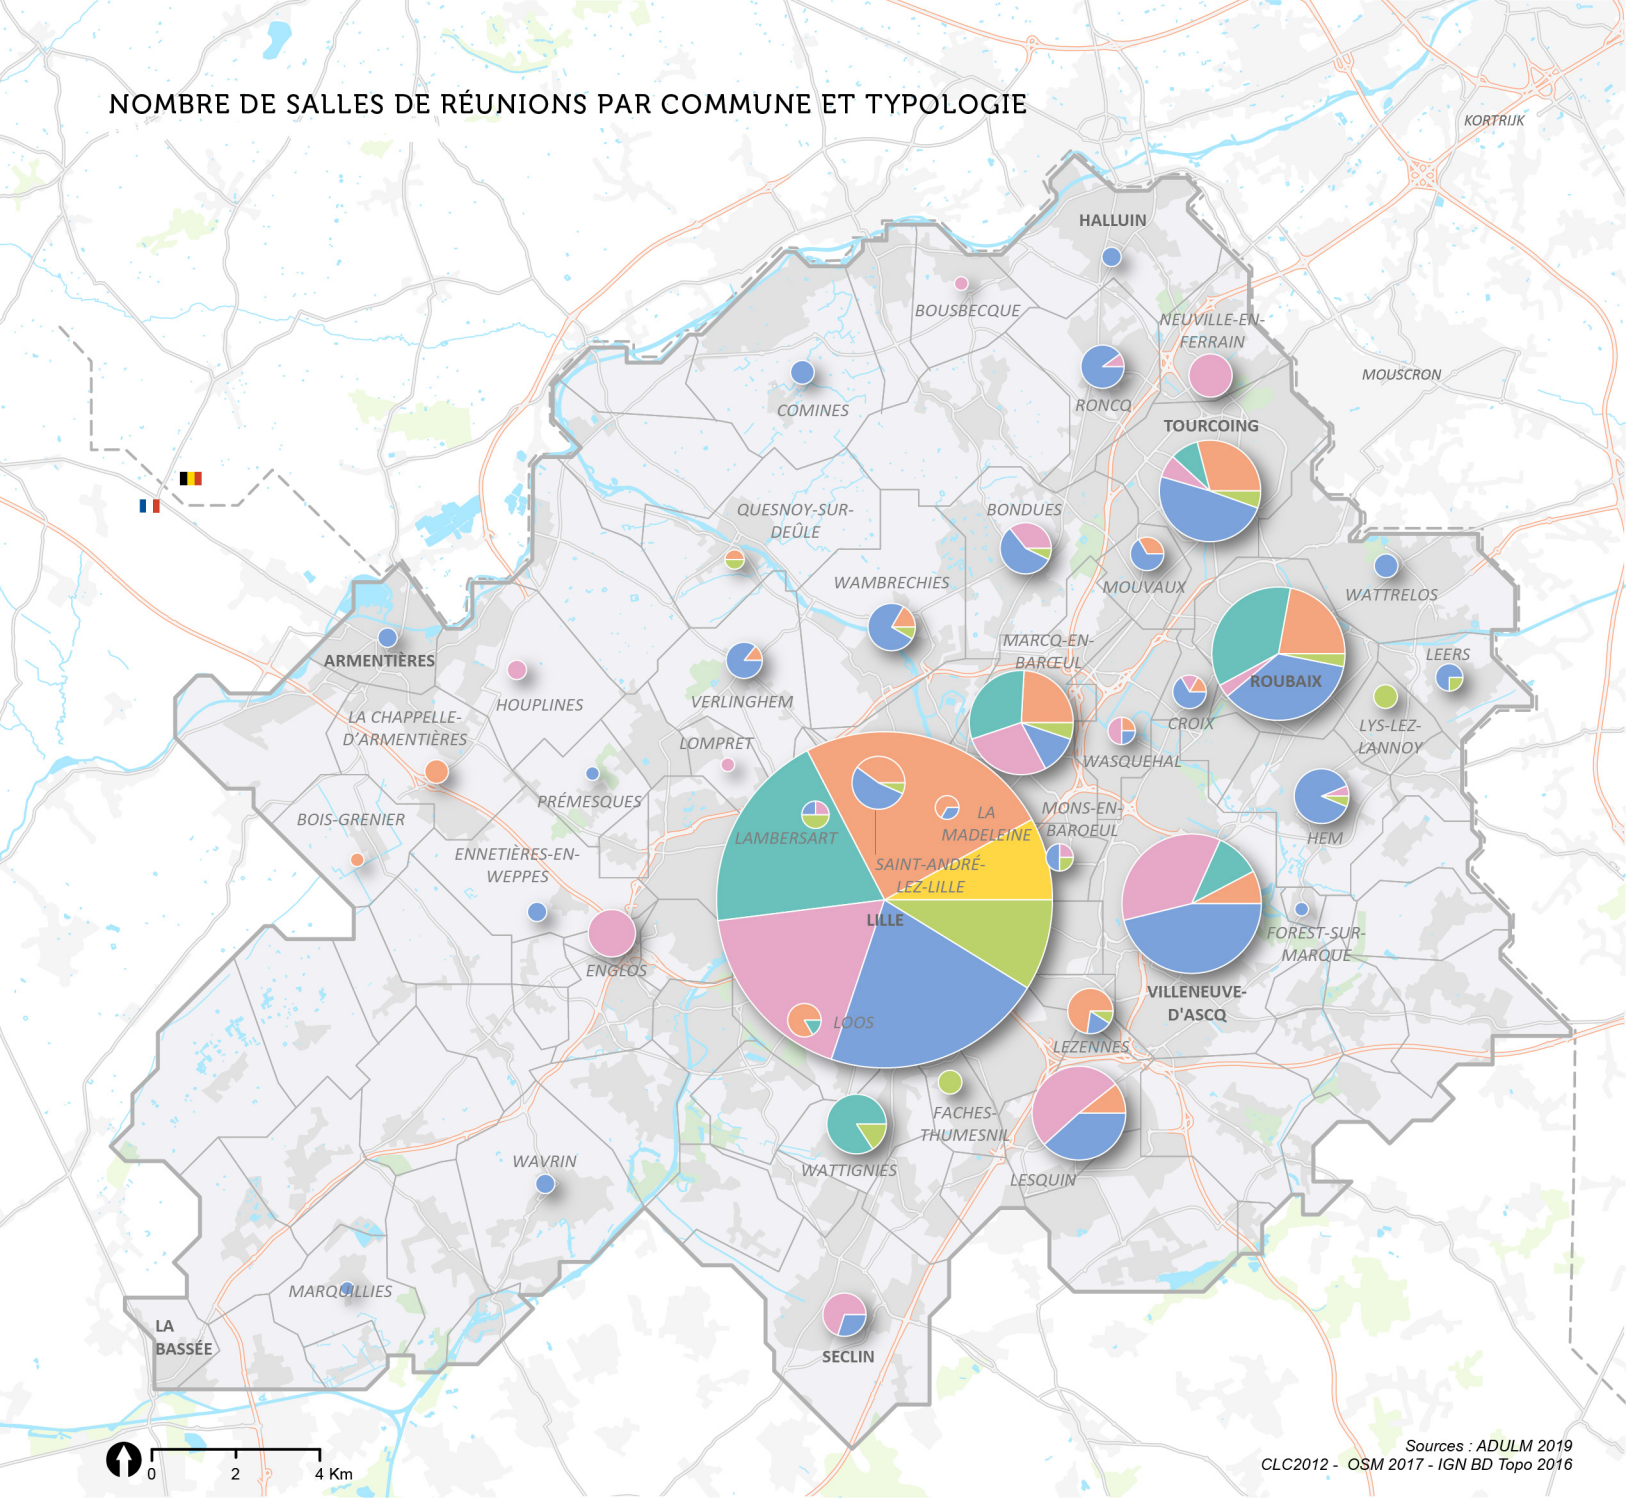 NOMBRE DE SALLES DE RÉUNIONS PAR COMMUNE ET TYPOLOGIE
KORTRIJK
HALLUIN
BOUSBECQUE
NEUVILLE-EN-
FERRAIN
MOUSCRON
COMINES
RONCQ
TOURCOING
QUESNOY-SUR-
DEÛLE
BONDUES
WAMBRECHIES
MOUVAUX
WATTRELOS
MARCQ-EN-
BARŒUL
ARMENTIÈRES
LEERS
ROUBAIX
HOUPLINES
VERLINGHEM
CROIX
LYS-LEZ-
LANNOY
LA CHAPPELLE-
D'ARMENTIÈRES
LOMPRET
WASQUEHAL
PRÉMESQUES
BOIS-GRENIER
LAMBERSART
LA
MADELEINE
MONS-EN-
BAROEUL
HEM
ENNETIÈRES-EN-
WEPPES
SAINT-ANDRÉ-
LEZ-LILLE
LILLE
FOREST-SUR-
MARQUE
ENGLOS
VILLENEUVE-
D'ASCQ
LOOS
LEZENNES
FACHES-
THUMESNIL
WAVRIN
WATTIGNIES
LESQUIN
MARQUILLIES
LA
BASSÉE
SECLIN
0 2 4 Km
Sources : ADULM 2019
CLC2012 - OSM 2017 - IGN BD Topo 2016